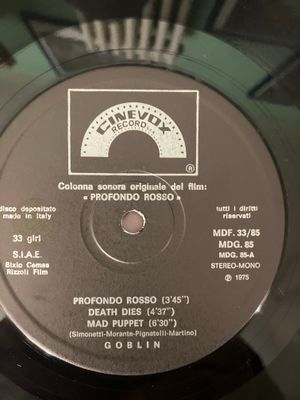 CINEVOX
RECORD
®
Colonna sonora originale del film:
« PROFONDO ROSSO »
disco depositato
made in Italy
33 giri
S.I.A.E.
Bixio Cemsa
Rizzoli Film
tutti i diritti
riservati
MDF. 33/85
MDG. 85
MDG. 85-A
STEREO-MONO
Ⓟ 1975
PROFONDO ROSSO (3'45")
DEATH DIES (4'37")
MAD PUPPET (6'30")
(Simonetti-Morante-Pignatelli-Martino)
GOBLIN